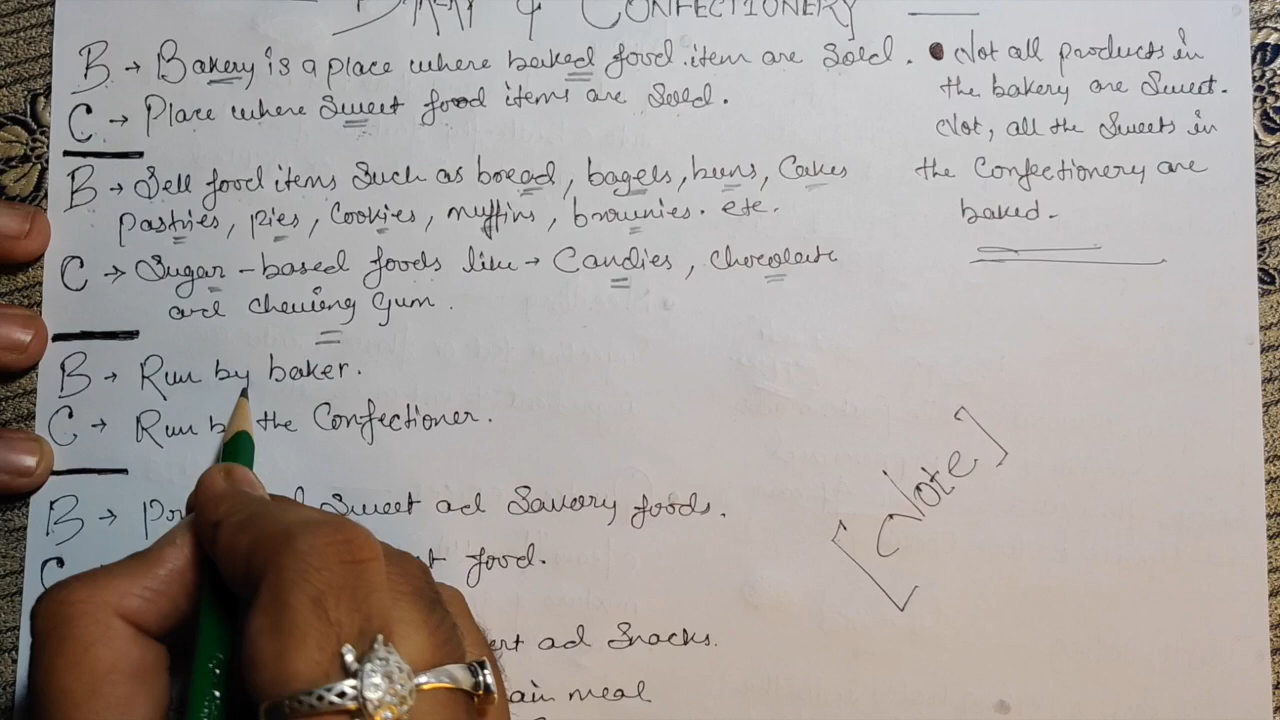 & CONFECTIONERY
B → Bakery is a place where baked food item are Sold.
C → Place where Sweet food items are Sold.
B → Sell food items Such as bread, bagels, buns, Cakes
pastries, pies, Cookies, muffins, brownies. etc.
C → Sugar-based foods like → Candies, chocolate
and chewing Gum.
B → Run by baker.
C → Run by the Confectioner.
B → Sweet ad Savory foods.
C food.
ad Snacks.
meal
• Not all products in
the bakery are Sweet.
Not, all the Sweets in
the Confectionery are
baked.
[Note]